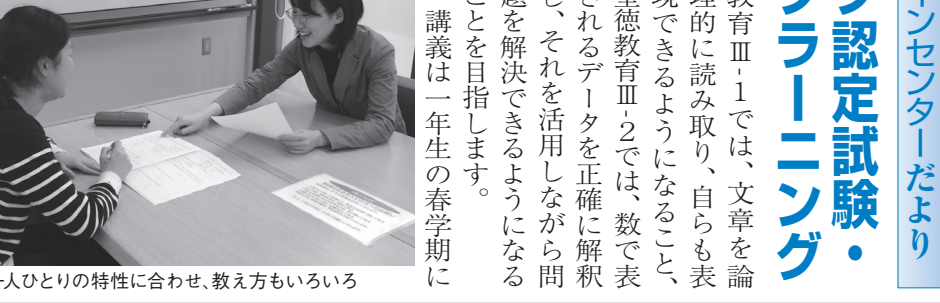 ーンセンターだより
認定試験・
ラーニング
教育Ⅲ-1では、文章を論
理的に読み取り、自らも表
現できるようになること、
聖徳教育Ⅲ-2では、数で表
されるデータを正確に解釈
し、それを活用しながら問
題を解決できるようになる
ことを目指します。
講義は一年生の春学期に
一人ひとりの特性に合わせ、教え方もいろいろ